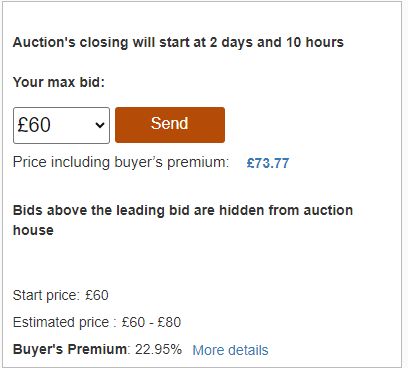 Auction's closing will start at 2 days and 10 hours
Your max bid:
£60 Send
Price including buyer’s premium: £73.77
Bids above the leading bid are hidden from auction
house
Start price: £60
Estimated price : £60 - £80
Buyer's Premium: 22.95% More details